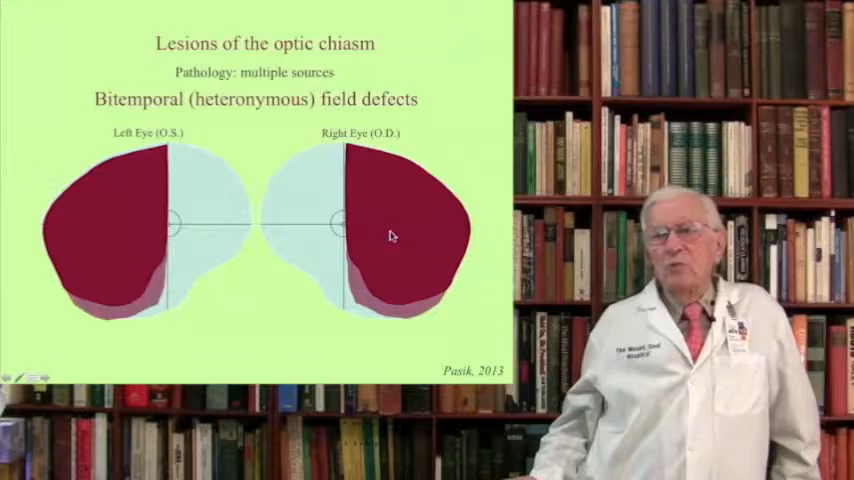 Lesions of the optic chiasm
Pathology: multiple sources
Bitemporal (heteronymous) field defects
Left Eye (O.S.)
Right Eye (O.D.)
Pasik, 2013
The Mount Sinai
Hospital